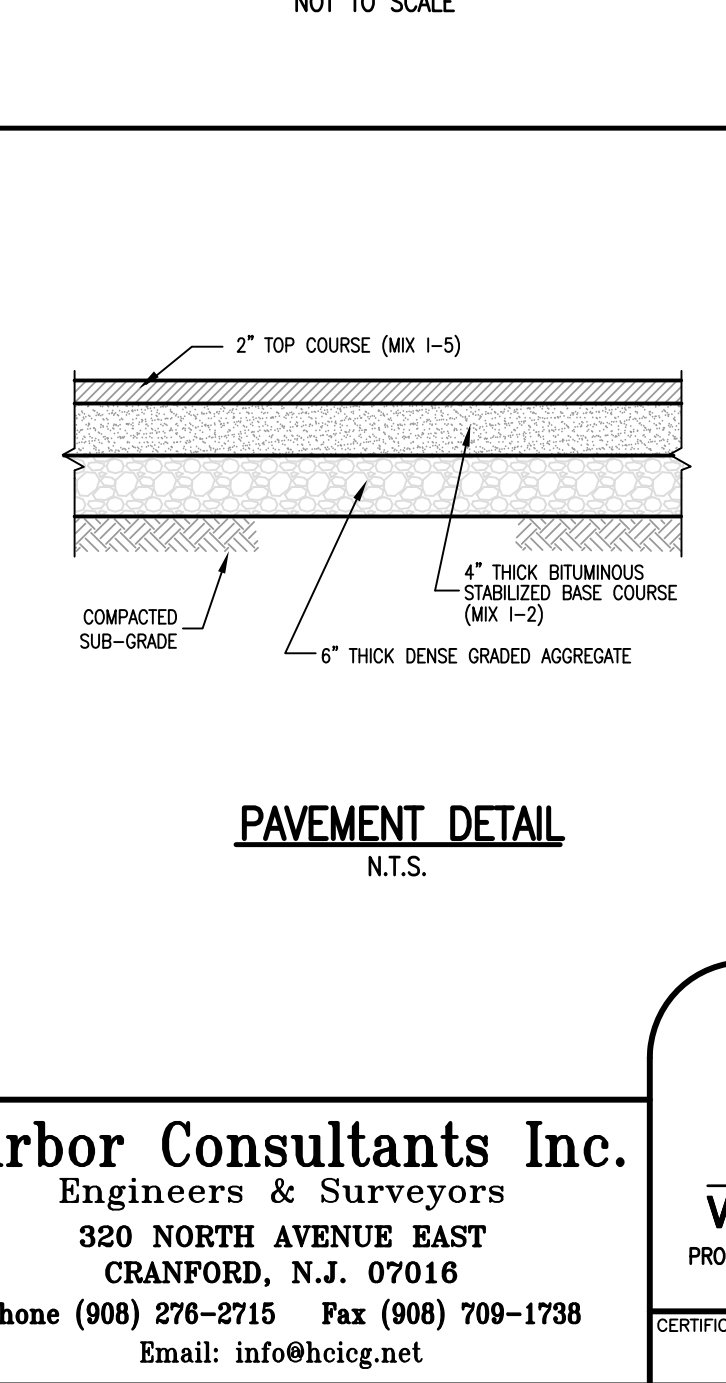 NOT TO SCALE
2" TOP COURSE (MIX I-5)
4" THICK BITUMINOUS
STABILIZED BASE COURSE
(MIX I-2)
COMPACTED
SUB-GRADE
6" THICK DENSE GRADED AGGREGATE
PAVEMENT DETAIL
N.T.S.
rbor Consultants Inc.
Engineers & Surveyors
320 NORTH AVENUE EAST
CRANFORD, N.J. 07016
hone (908) 276-2715 Fax (908) 709-1738
Email: info@hcicg.net
PRO
CERTIFIC